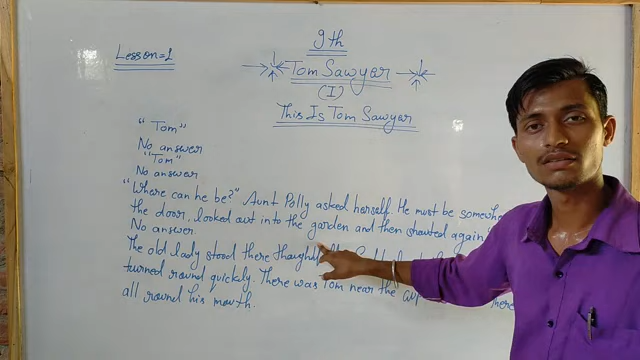 Lesson=1
9th
Tom Sawyar
(I)
This Is Tom Sawyar
"Tom"
No answer
"Tom"
No answer
"Where can he be?" Aunt Polly asked herself. He must be
the door, looked out into the garden and then shouted again
No answer.
The old lady stood there
turned round quickly. There was Tom near the There
all round his mouth.